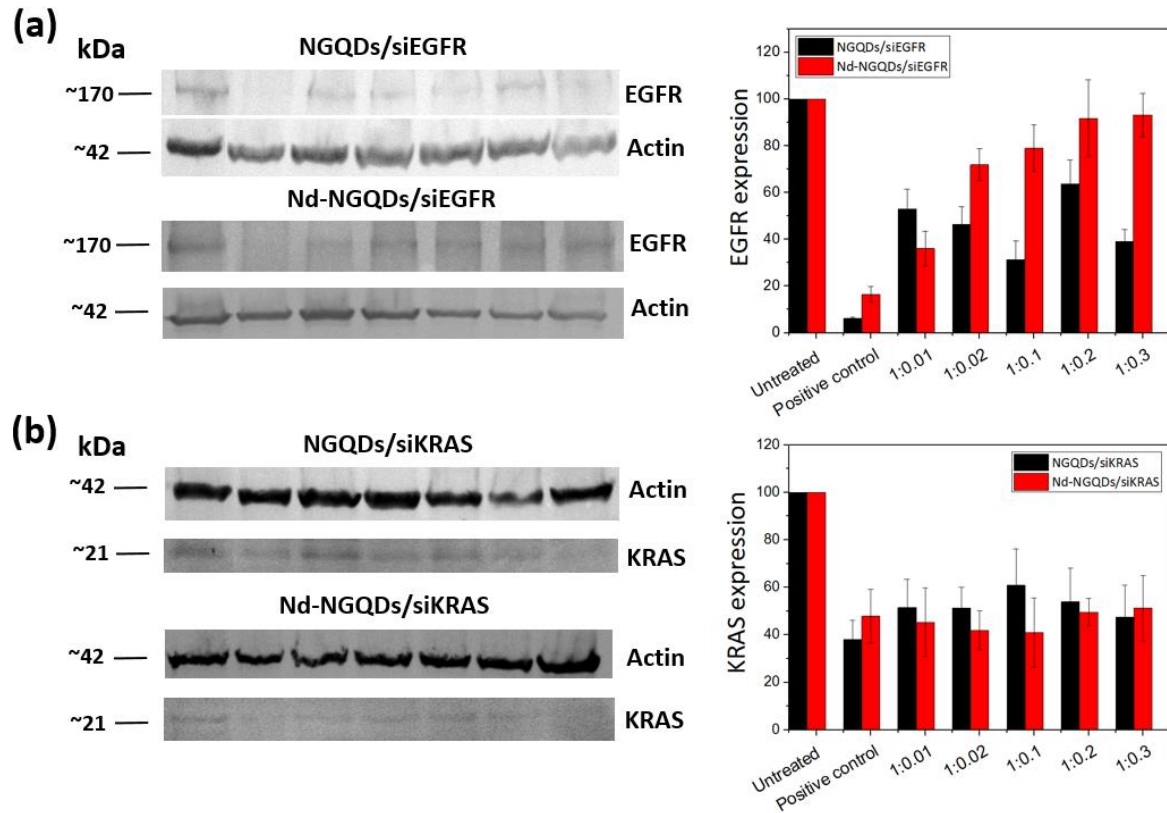 (a)
kDa
NGQDs/siEGFR
~170
EGFR
~42
Actin
Nd-NGQDs/siEGFR
~170
EGFR
~42
Actin
NGQDs/siEGFR
Nd-NGQDs/siEGFR
EGFR expression
120
100
80
60
40
20
0
Untreated
Positive control
1:0.01
1:0.02
1:0.1
1:0.2
1:0.3
(b)
kDa
NGQDs/siKRAS
~42
Actin
~21
KRAS
Nd-NGQDs/siKRAS
~42
Actin
~21
KRAS
NGQDs/siKRAS
Nd-NGQDs/siKRAS
KRAS expression
120
100
80
60
40
20
0
Untreated
Positive control
1:0.01
1:0.02
1:0.1
1:0.2
1:0.3